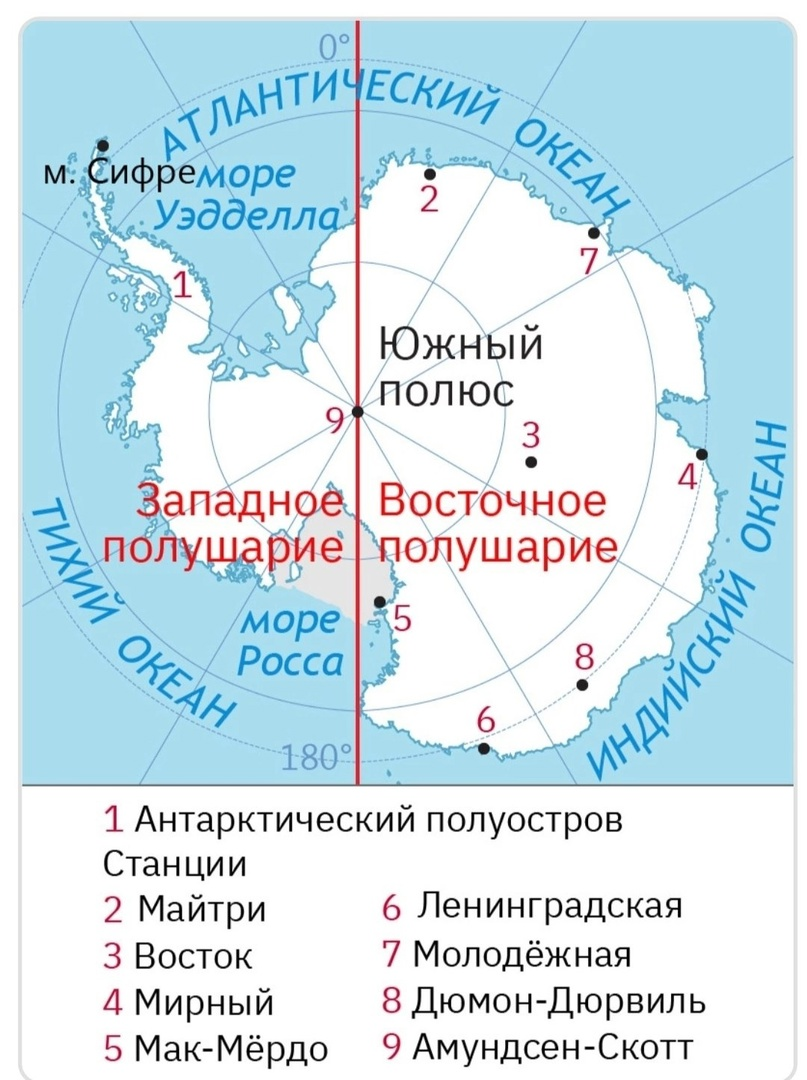 0°
АТЛАНТИЧЕСКИЙ ОКЕАН
м. Сифре
море
Уэдделла
2
7
1
Южный
полюс
9
3
4
Западное
полушарие
Восточное
полушарие
ТИХИЙ ОКЕАН
ИНДИЙСКИЙ ОКЕАН
море
Росса
5
8
6
180°
1 Антарктический полуостров
Станции
2 Майтри
3 Восток
4 Мирный
5 Мак-Мёрдо
6 Ленинградская
7 Молодёжная
8 Дюмон-Дюрвиль
9 Амундсен-Скотт